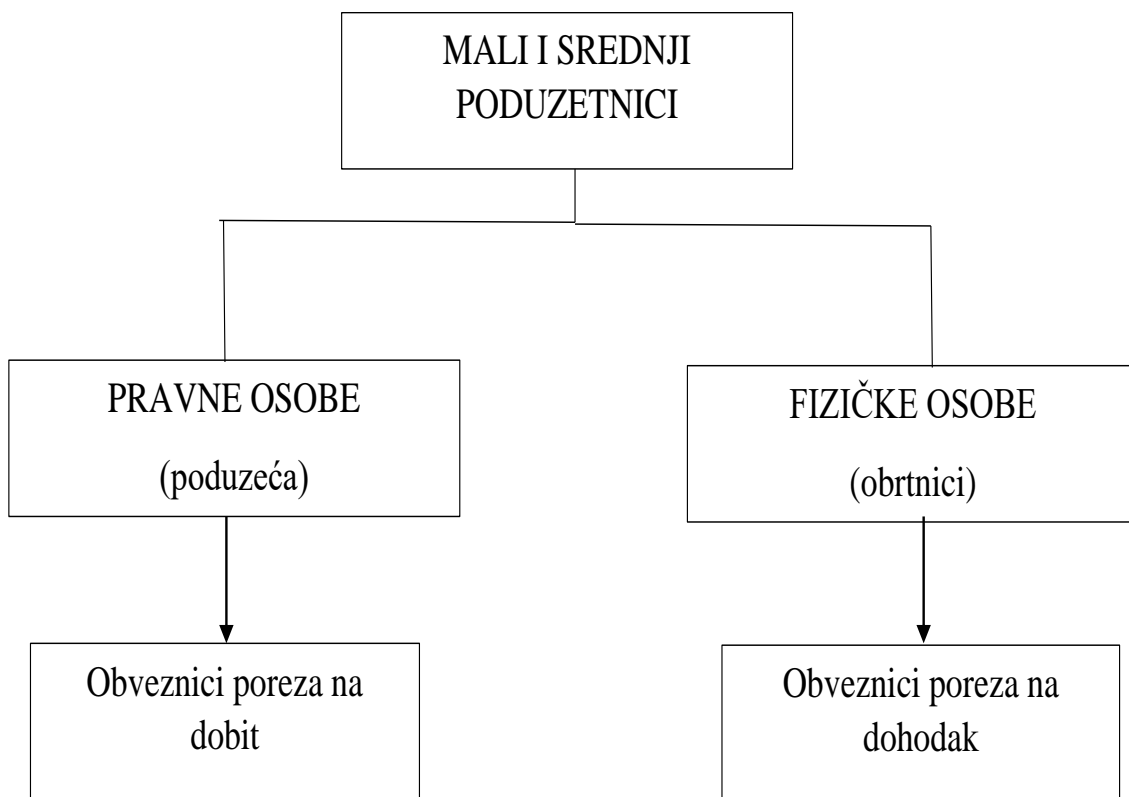 MALI I SREDNJI
PODUZETNICI
PRAVNE OSOBE
(poduzeća)
FIZIČKE OSOBE
(obrtnici)
Obveznici poreza na
dobit
Obveznici poreza na
dohodak